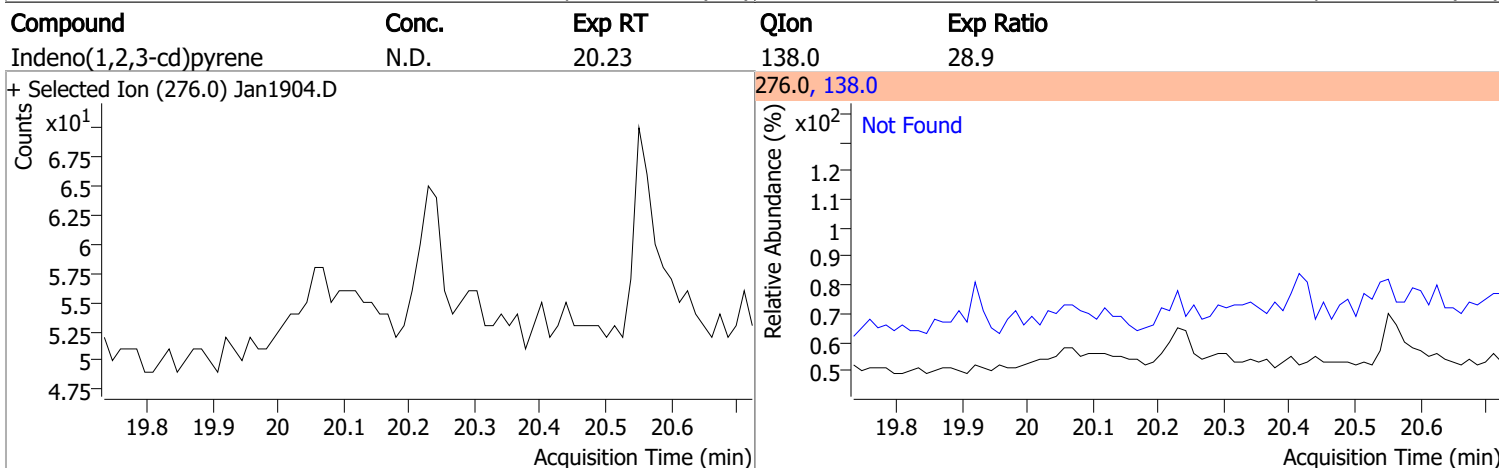 Compound Conc. Exp RT QIon Exp Ratio
Indeno(1,2,3-cd)pyrene N.D. 20.23 138.0 28.9
+ Selected Ion (276.0) Jan1904.D
Counts
x10¹
6.75
6.5
6.25
6
5.75
5.5
5.25
5
4.75
19.8 19.9 20 20.1 20.2 20.3 20.4 20.5 20.6
Acquisition Time (min)
276.0, 138.0
Relative Abundance (%)
x10²
Not Found
1.2
1.1
1
0.9
0.8
0.7
0.6
0.5
19.8 19.9 20 20.1 20.2 20.3 20.4 20.5 20.6
Acquisition Time (min)